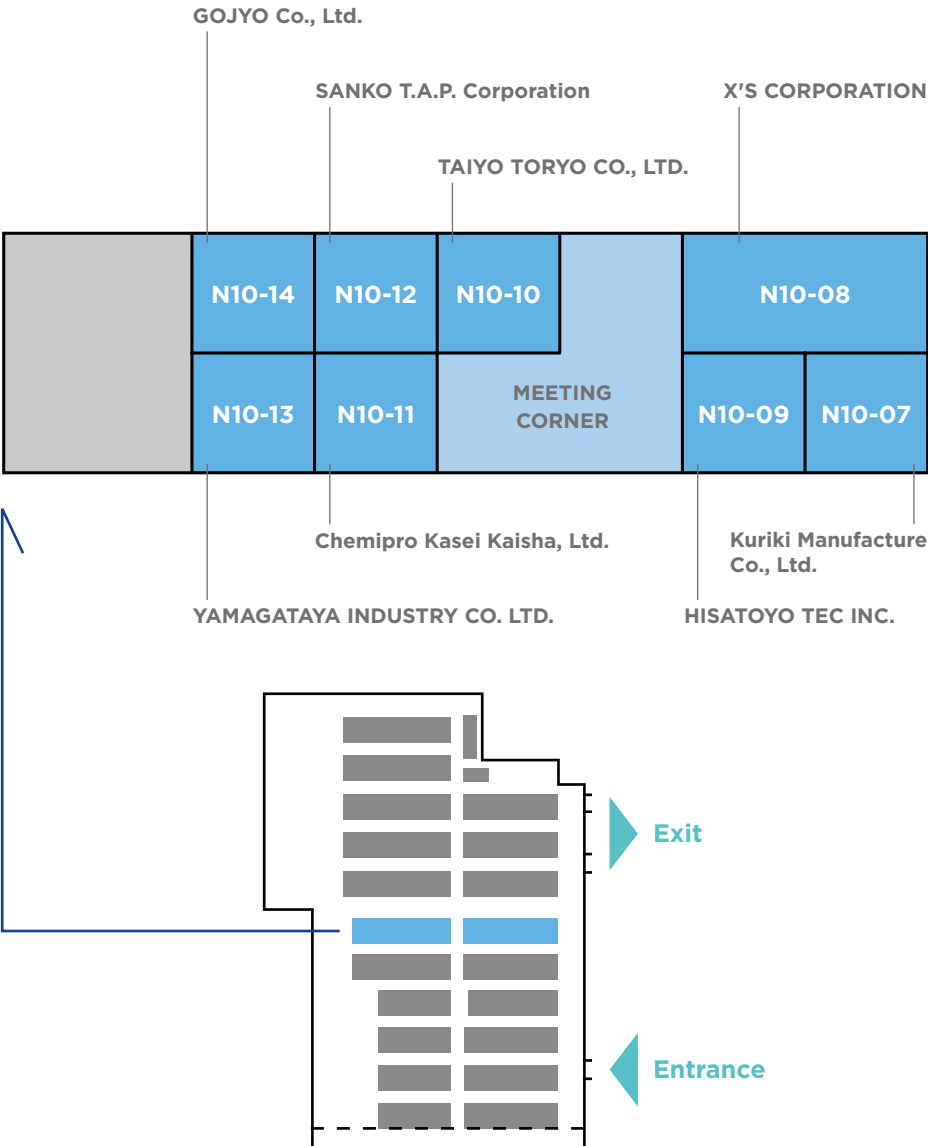 GOJYO Co., Ltd.
SANKO T.A.P. Corporation
X'S CORPORATION
TAIYO TORYO CO., LTD.
N10-14
N10-12
N10-10
N10-08
MEETING
CORNER
N10-13
N10-11
N10-09
N10-07
Chemipro Kasei Kaisha, Ltd.
Kuriki Manufacture
Co., Ltd.
YAMAGATAYA INDUSTRY CO. LTD.
HISATOYO TEC INC.
Exit
Entrance